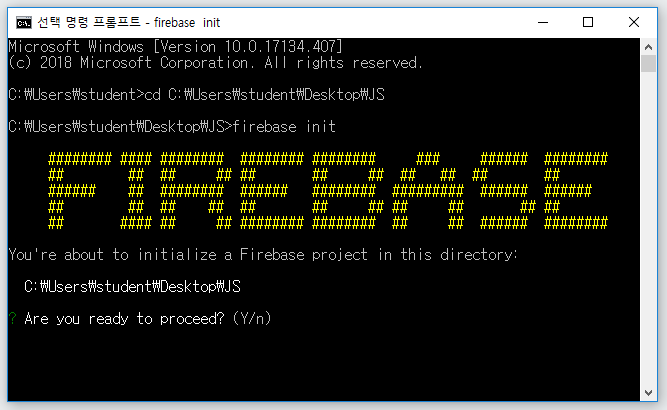 선택 명령 프롬프트 - firebase  init
Microsoft Windows [Version 10.0.17134.407]
(c) 2018 Microsoft Corporation. All rights reserved.
C:₩Users₩student>cd C:₩Users₩student₩Desktop₩JS
C:₩Users₩student₩Desktop₩JS>firebase init
FIREBASE
You're about to initialize a Firebase project in this directory:
C:₩Users₩student₩Desktop₩JS
? Are you ready to proceed? (Y/n)